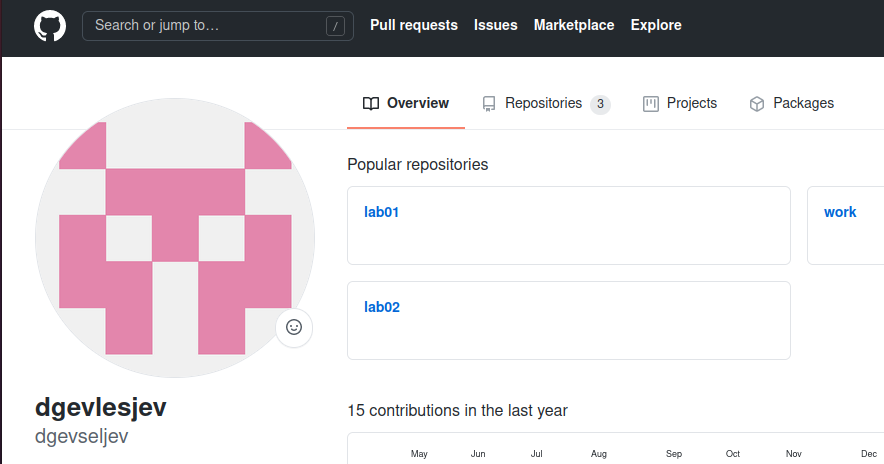 Search or jump to… / Pull requests Issues Marketplace Explore
Overview Repositories 3 Projects Packages
Popular repositories
lab01 work
lab02
dgevlesjev
dgevseljev
15 contributions in the last year
May Jun Jul Aug Sep Oct Nov Dec